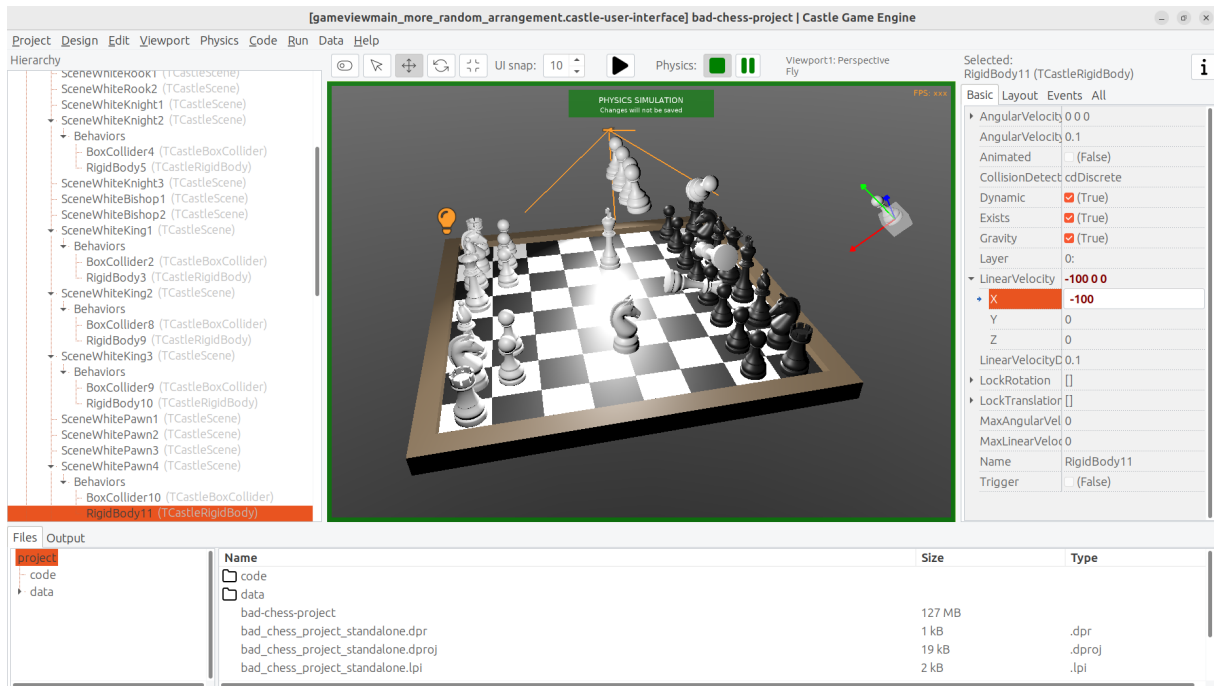 [gameviewmain_more_random_arrangement.castle-user-interface] bad-chess-project | Castle Game Engine
Project Design Edit Viewport Physics Code Run Data Help
Hierarchy
SceneWhiteRook1 (TCastleScene)
SceneWhiteRook2 (TCastleScene)
SceneWhiteKnight1 (TCastleScene)
SceneWhiteKnight2 (TCastleScene)
Behaviors
BoxCollider4 (TCastleBoxCollider)
RigidBody5 (TCastleRigidBody)
SceneWhiteKnight3 (TCastleScene)
SceneWhiteBishop1 (TCastleScene)
SceneWhiteBishop2 (TCastleScene)
SceneWhiteKing1 (TCastleScene)
Behaviors
BoxCollider2 (TCastleBoxCollider)
RigidBody3 (TCastleRigidBody)
SceneWhiteKing2 (TCastleScene)
Behaviors
BoxCollider8 (TCastleBoxCollider)
RigidBody9 (TCastleRigidBody)
SceneWhiteKing3 (TCastleScene)
Behaviors
BoxCollider9 (TCastleBoxCollider)
RigidBody10 (TCastleRigidBody)
SceneWhitePawn1 (TCastleScene)
SceneWhitePawn2 (TCastleScene)
SceneWhitePawn3 (TCastleScene)
SceneWhitePawn4 (TCastleScene)
Behaviors
BoxCollider10 (TCastleBoxCollider)
RigidBody11 (TCastleRigidBody)
UI snap: 10 Physics: Viewport1: Perspective
Fly
PHYSICS SIMULATION
Changes will not be saved
FPS: xxx
Selected:
RigidBody11 (TCastleRigidBody)
i
Basic Layout Events All
AngularVelocity 0 0 0
AngularVelocity 0.1
Animated (False)
CollisionDetect cdDiscrete
Dynamic (True)
Exists (True)
Gravity (True)
Layer 0:
LinearVelocity -100 0 0
X -100
Y 0
Z 0
LinearVelocityD 0.1
LockRotation []
LockTranslation []
MaxAngularVel 0
MaxLinearVeloc 0
Name RigidBody11
Trigger (False)
Files Output
project
code
data
Name Size Type
code
data
bad-chess-project 127 MB
bad_chess_project_standalone.dpr 1 kB .dpr
bad_chess_project_standalone.dproj 19 kB .dproj
bad_chess_project_standalone.lpi 2 kB .lpi